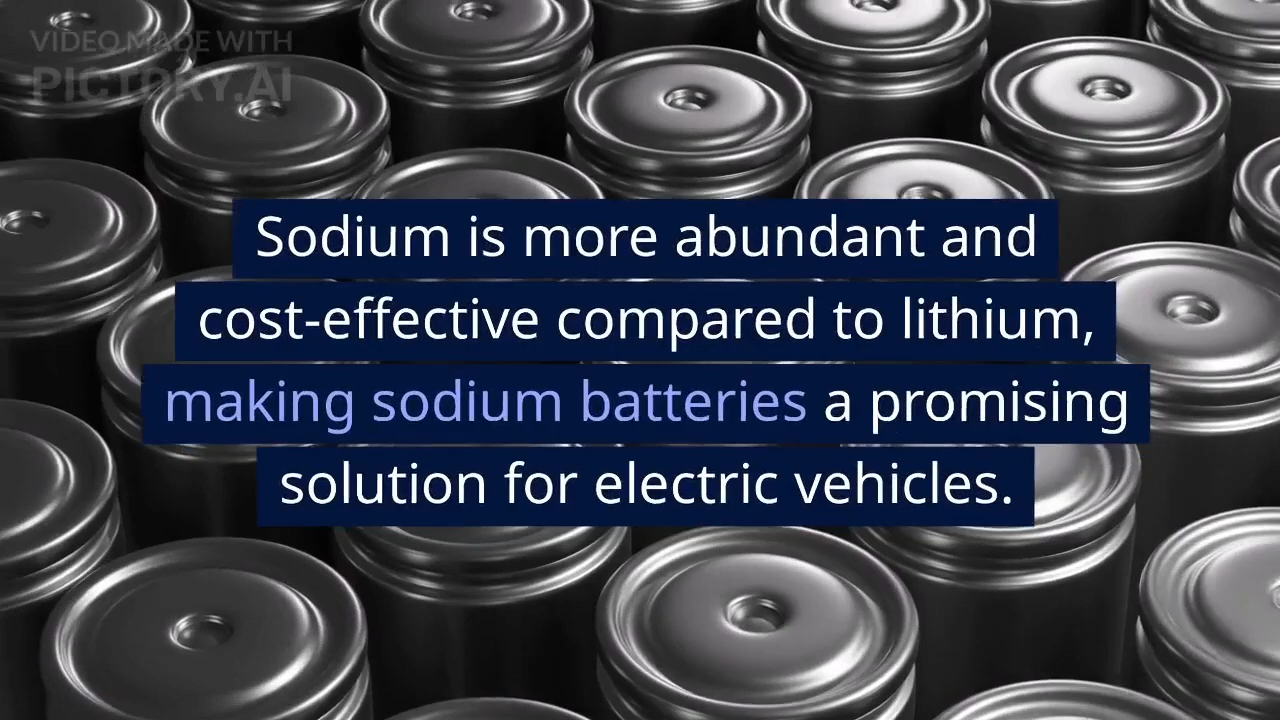 VIDEO MADE WITH
PICTORY.AI
Sodium is more abundant and
cost-effective compared to lithium,
making sodium batteries a promising
solution for electric vehicles.